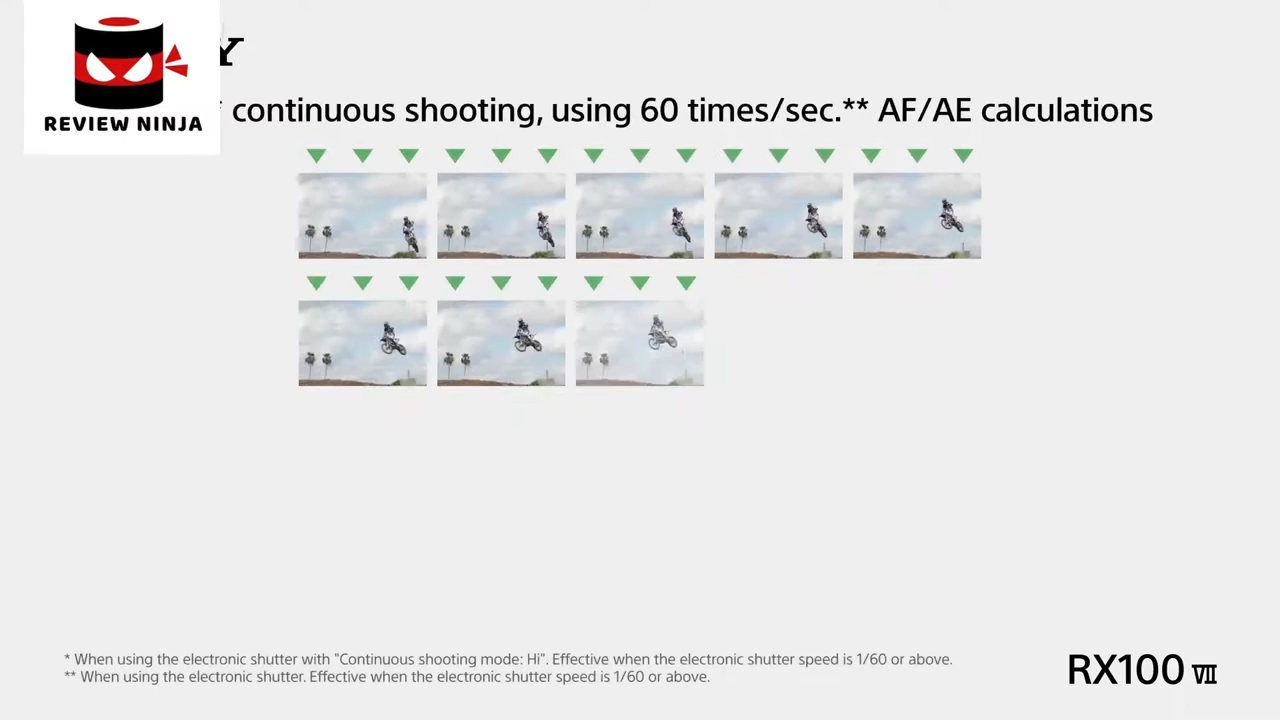 REVIEW NINJA
Y
* continuous shooting, using 60 times/sec.** AF/AE calculations
* When using the electronic shutter with "Continuous shooting mode: Hi". Effective when the electronic shutter speed is 1/60 or above.
** When using the electronic shutter. Effective when the electronic shutter speed is 1/60 or above.
RX100 VII